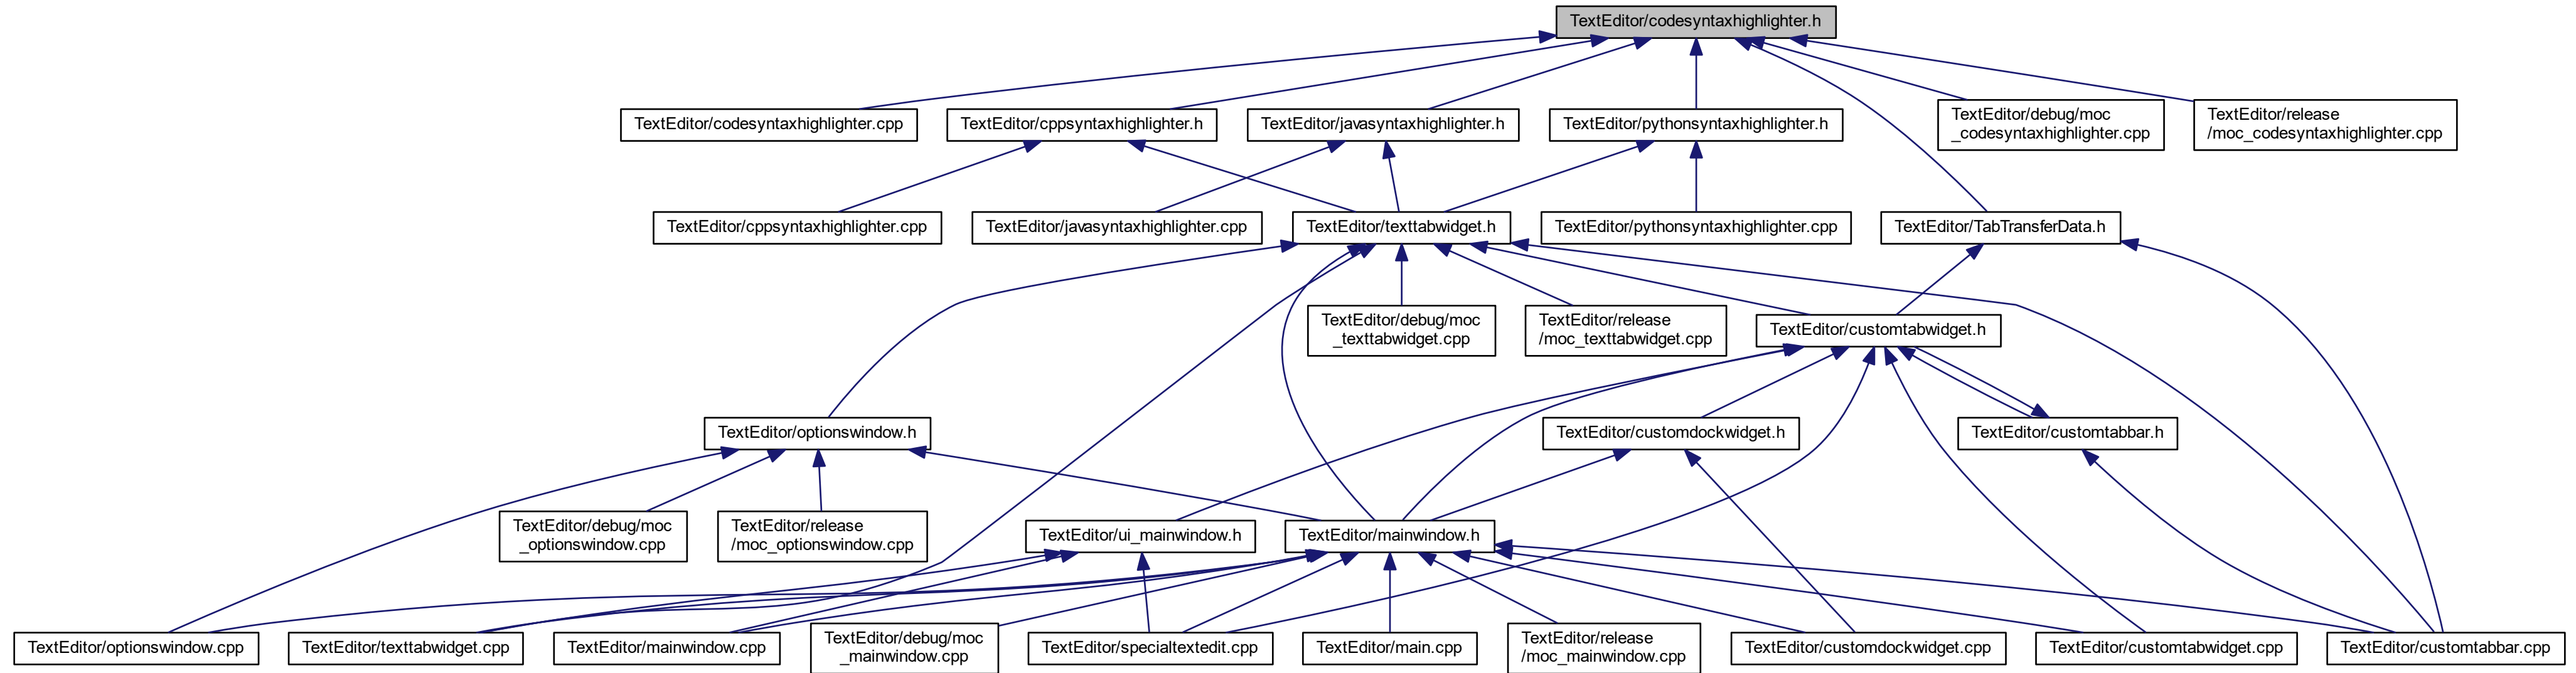 TextEditor/codesyntaxhighlighter.h
TextEditor/codesyntaxhighlighter.cpp
TextEditor/cppsyntaxhighlighter.h
TextEditor/javasyntaxhighlighter.h
TextEditor/pythonsyntaxhighlighter.h
TextEditor/debug/moc
_codesyntaxhighlighter.cpp
TextEditor/release
/moc_codesyntaxhighlighter.cpp
TextEditor/cppsyntaxhighlighter.cpp
TextEditor/javasyntaxhighlighter.cpp
TextEditor/texttabwidget.h
TextEditor/pythonsyntaxhighlighter.cpp
TextEditor/TabTransferData.h
TextEditor/debug/moc
_texttabwidget.cpp
TextEditor/release
/moc_texttabwidget.cpp
TextEditor/customtabwidget.h
TextEditor/optionswindow.h
TextEditor/customdockwidget.h
TextEditor/customtabbar.h
TextEditor/debug/moc
_optionswindow.cpp
TextEditor/release
/moc_optionswindow.cpp
TextEditor/ui_mainwindow.h
TextEditor/mainwindow.h
TextEditor/optionswindow.cpp
TextEditor/texttabwidget.cpp
TextEditor/mainwindow.cpp
TextEditor/debug/moc
_mainwindow.cpp
TextEditor/specialtextedit.cpp
TextEditor/main.cpp
TextEditor/release
/moc_mainwindow.cpp
TextEditor/customdockwidget.cpp
TextEditor/customtabwidget.cpp
TextEditor/customtabbar.cpp